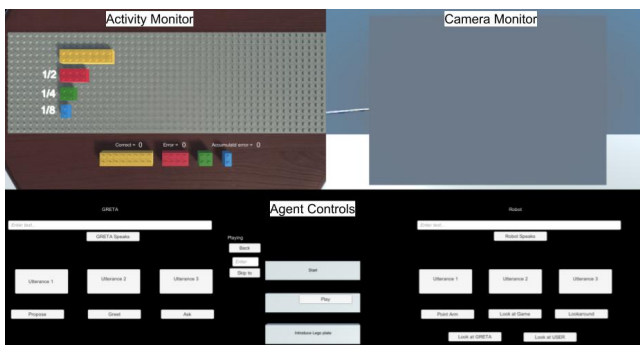 Activity Monitor
Camera Monitor
1/2
1/4
1/8
Correct = 0 Error = 0 Accumulated error = 0
Agent Controls
GRETA
Robot
Enter text...
Enter text...
GRETA Speaks
Robot Speaks
Playing
Back
Enter
Skip to
Start
Play
Introduce Lego plate
Utterance 1
Utterance 2
Utterance 3
Utterance 1
Utterance 2
Utterance 3
Propose
Greet
Ask
Point Arm
Look at Game
Lookaround
Look at GRETA
Look at USER